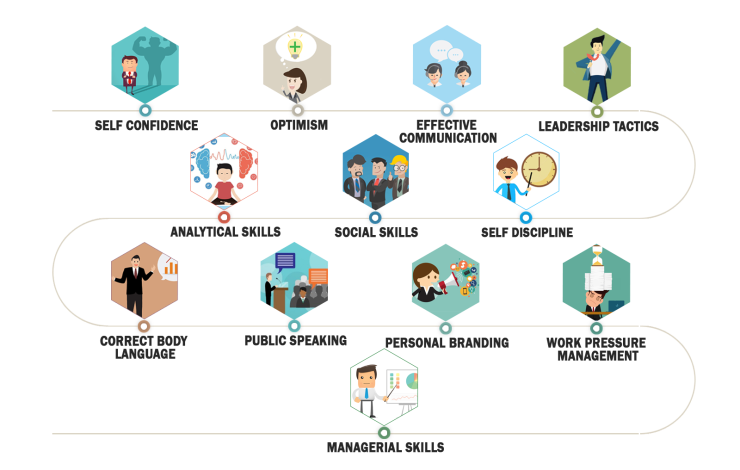 SELF CONFIDENCE
OPTIMISM
EFFECTIVE
COMMUNICATION
LEADERSHIP TACTICS
ANALYTICAL SKILLS
SOCIAL SKILLS
SELF DISCIPLINE
CORRECT BODY
LANGUAGE
PUBLIC SPEAKING
PERSONAL BRANDING
WORK PRESSURE
MANAGEMENT
MANAGERIAL SKILLS